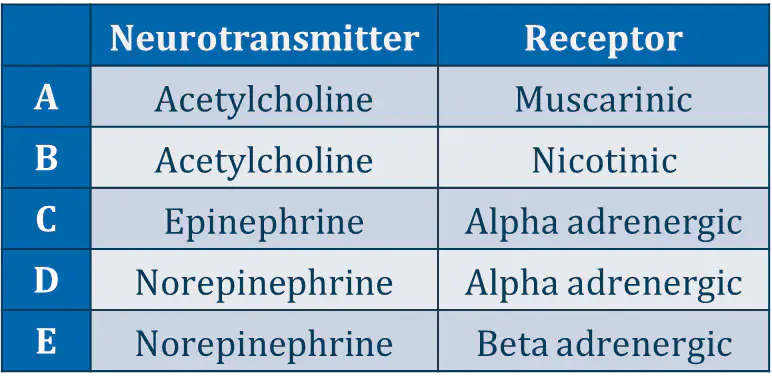 Neurotransmitter Receptor
A Acetylcholine Muscarinic
B Acetylcholine Nicotinic
C Epinephrine Alpha adrenergic
D Norepinephrine Alpha adrenergic
E Norepinephrine Beta adrenergic